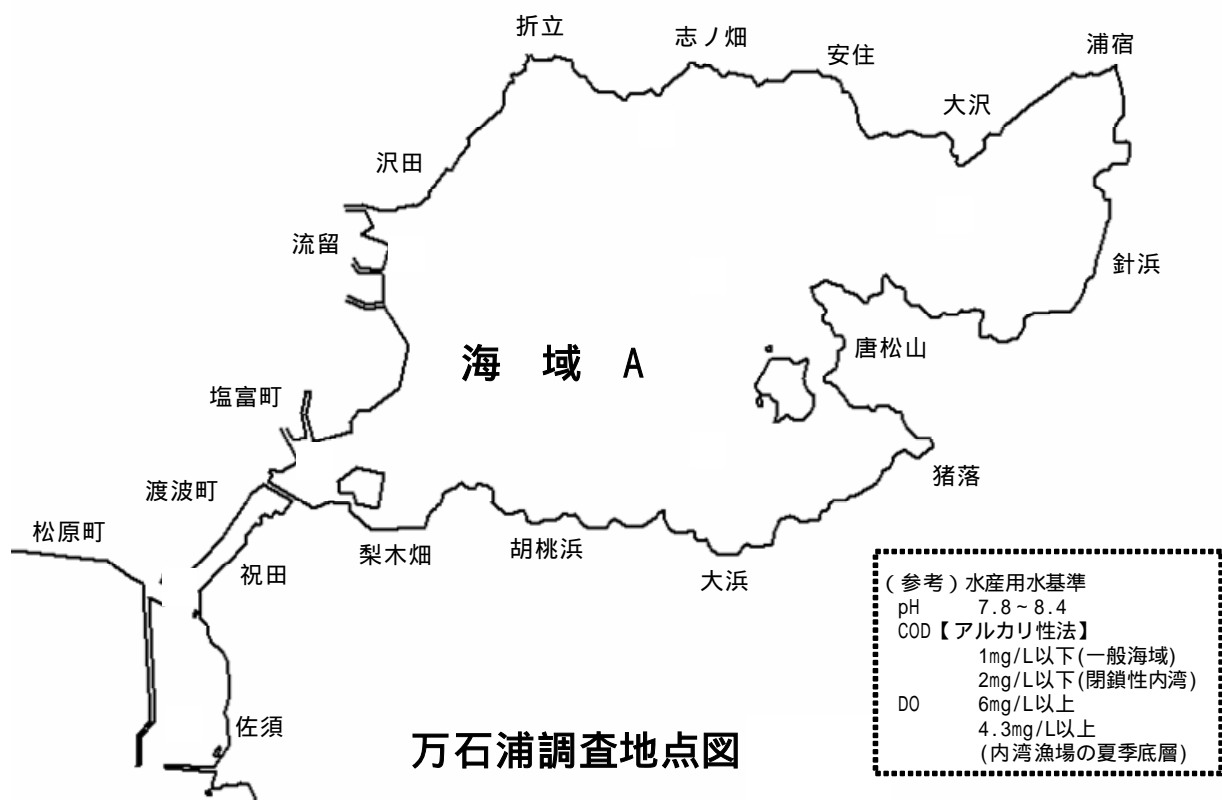 折立
志ノ畑
安住
浦宿
大沢
沢田
流留
針浜
唐松山
海 域 A
塩富町
猪落
渡波町
松原町
梨木畑
胡桃浜
大浜
祝田
佐須
万石浦調査地点図
(参考)水産用水基準
pH 7.8~8.4
COD【アルカリ性法】
1mg/L以下(一般海域)
2mg/L以下(閉鎖性内湾)
DO 6mg/L以上
4.3mg/L以上
(内湾漁場の夏季底層)